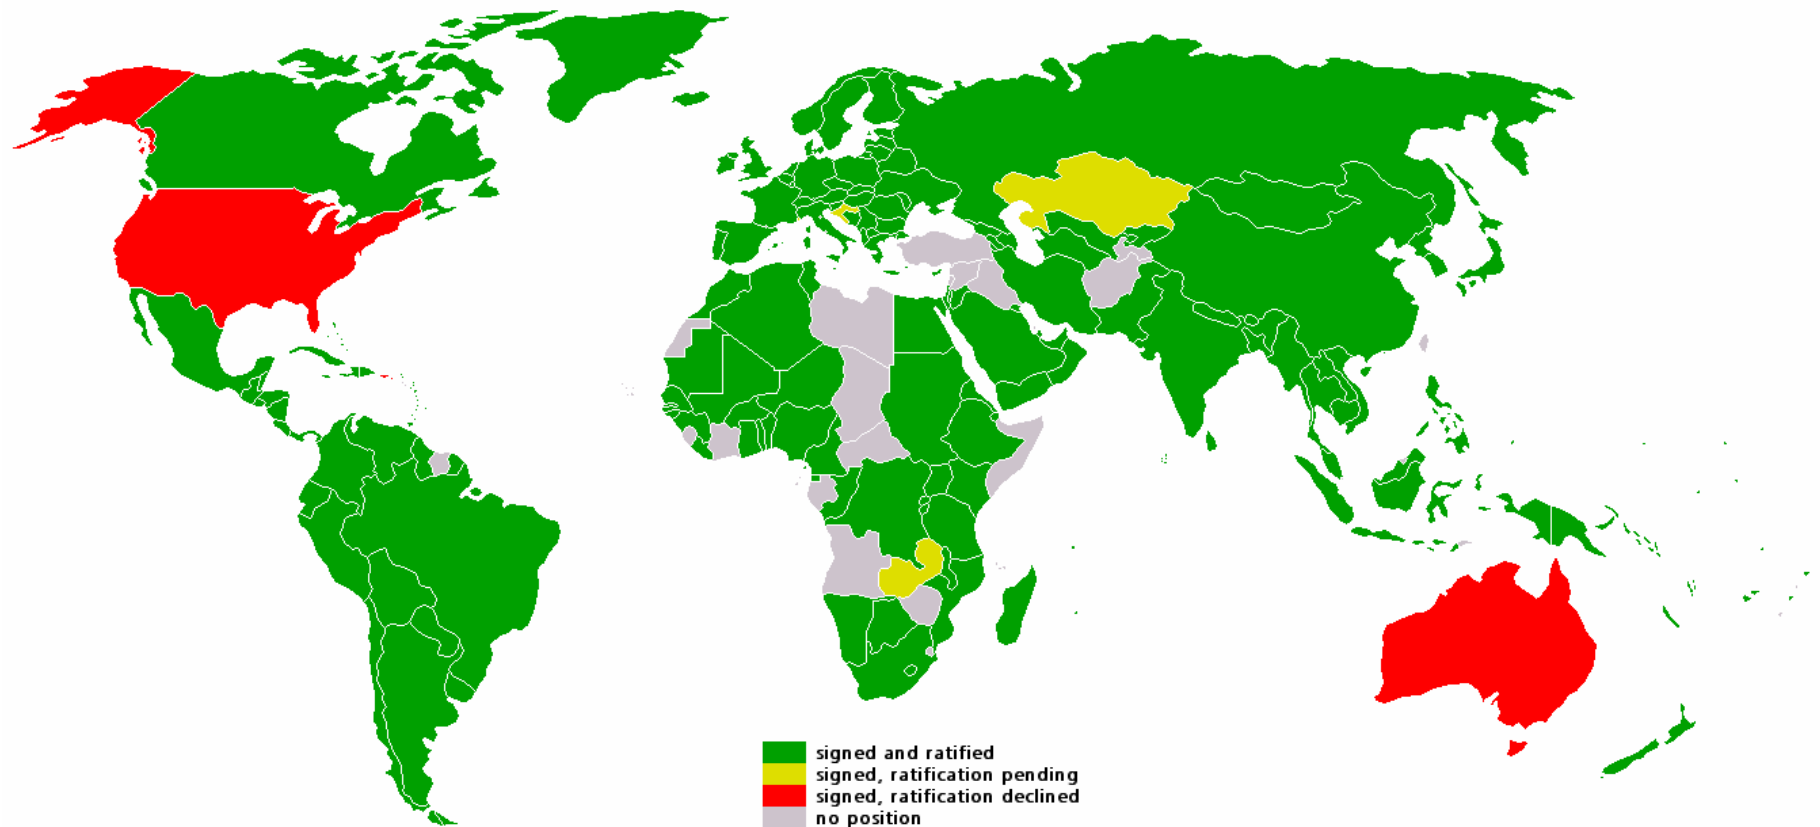 signed and ratified
signed, ratification pending
signed, ratification declined
no position